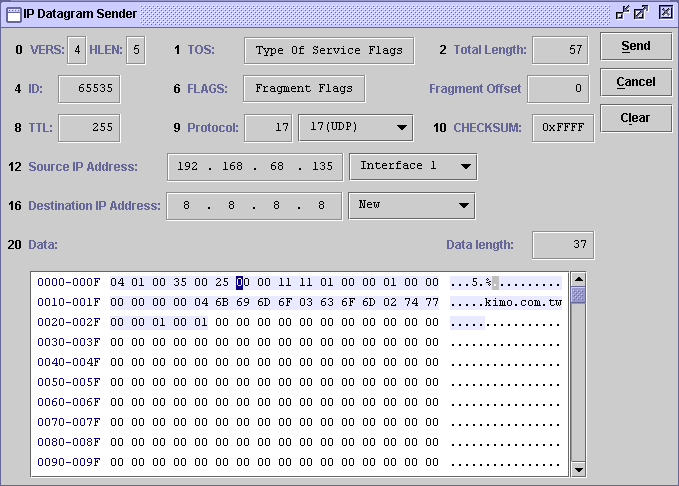 IP Datagram Sender
0 VERS: 4 HLEN: 5 1 TOS: Type Of Service Flags 2 Total Length: 57 Send
4 ID: 65535 6 FLAGS: Fragment Flags Fragment Offset 0 Cancel
8 TTL: 255 9 Protocol: 17 17(UDP) 10 CHECKSUM: 0xFFFF Clear
12 Source IP Address: 192 . 168 . 68 . 135 Interface 1
16 Destination IP Address: 8 . 8 . 8 . 8 New
20 Data: Data length: 37
0000-000F 04 01 00 35 00 25 00 00 11 11 01 00 00 01 00 00 ...5.%..........
0010-001F 00 00 00 00 04 6B 69 6D 6F 03 63 6F 6D 02 74 77 .....kimo.com.tw
0020-002F 00 00 01 00 01 00 00 00 00 00 00 00 00 00 00 00 ................
0030-003F 00 00 00 00 00 00 00 00 00 00 00 00 00 00 00 00 ................
0040-004F 00 00 00 00 00 00 00 00 00 00 00 00 00 00 00 00 ................
0050-005F 00 00 00 00 00 00 00 00 00 00 00 00 00 00 00 00 ................
0060-006F 00 00 00 00 00 00 00 00 00 00 00 00 00 00 00 00 ................
0070-007F 00 00 00 00 00 00 00 00 00 00 00 00 00 00 00 00 ................
0080-008F 00 00 00 00 00 00 00 00 00 00 00 00 00 00 00 00 ................
0090-009F 00 00 00 00 00 00 00 00 00 00 00 00 00 00 00 00 ................